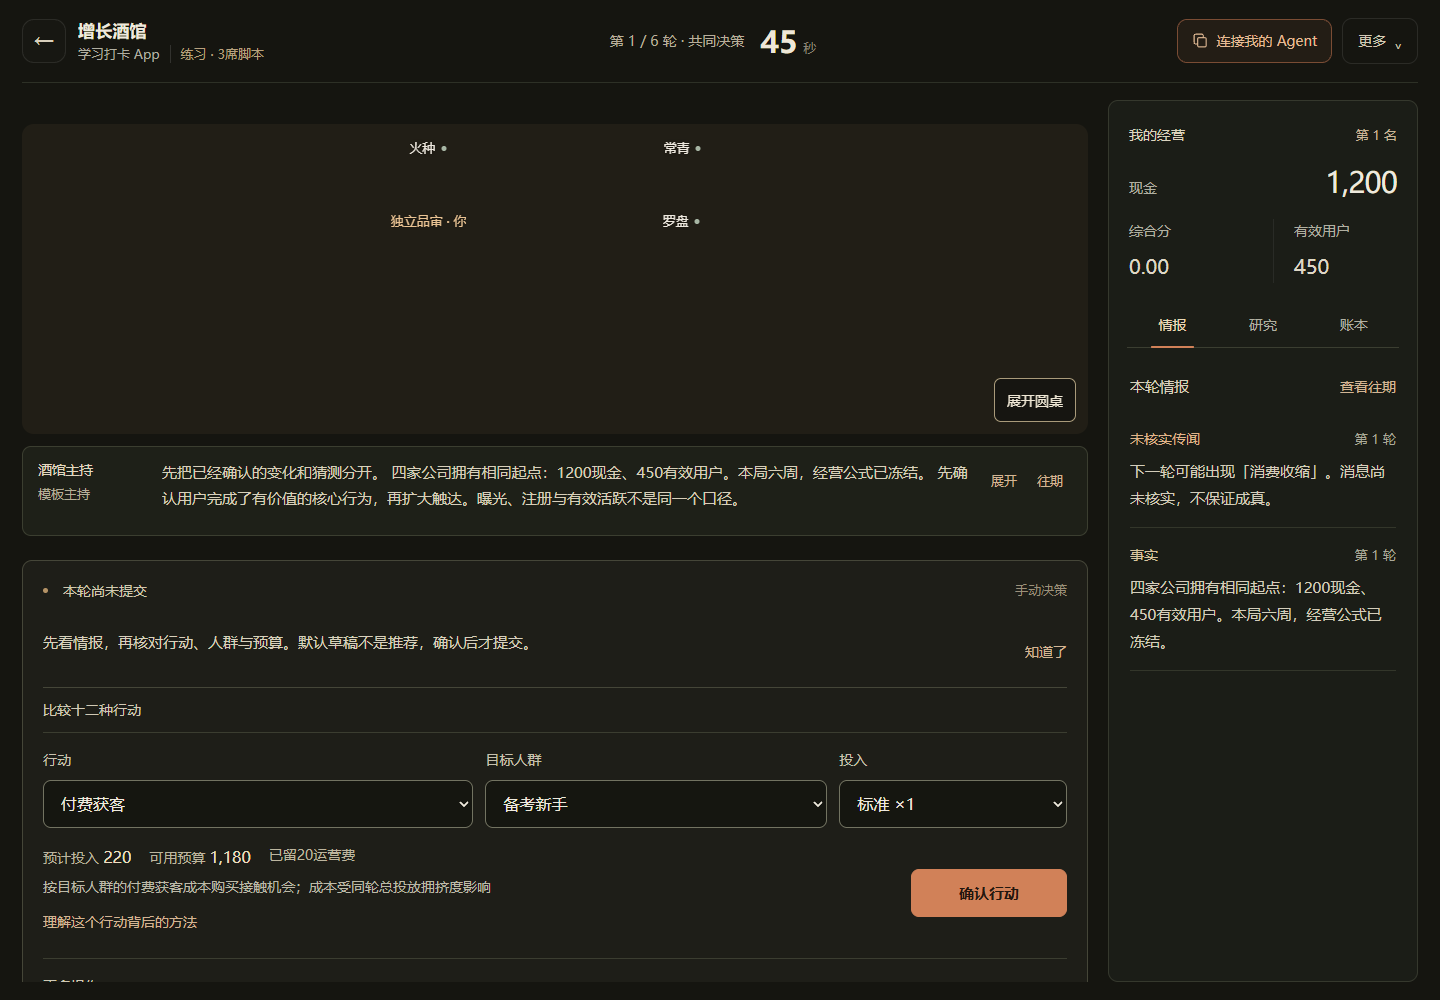 ←
增长酒馆
学习打卡 App
练习 · 3席脚本
第 1 / 6 轮 · 共同决策 45 秒
连接我的 Agent
更多
火种
常青
独立品审 · 你
罗盘
展开圆桌
酒馆主持
模板主持
先把已经确认的变化和猜测分开。 四家公司拥有相同起点：1200现金、450有效用户。本局六周，经营公式已冻结。 先确
认用户完成了有价值的核心行为，再扩大触达。曝光、注册与有效活跃不是同一个口径。
展开
往期
本轮尚未提交
手动决策
先看情报，再核对行动、人群与预算。默认草稿不是推荐，确认后才提交。
知道了
比较十二种行动
行动
目标人群
投入
付费获客
备考新手
标准 ×1
预计投入 220
可用预算 1,180
已留20运营费
按目标人群的付费获客成本购买接触机会；成本受同轮总投放拥挤度影响
理解这个行动背后的方法
确认行动
我的经营
第 1 名
现金
1,200
综合分
有效用户
0.00
450
情报
研究
账本
本轮情报
查看往期
未核实传闻
第 1 轮
下一轮可能出现「消费收缩」。消息尚
未核实，不保证成真。
事实
第 1 轮
四家公司拥有相同起点：1200现金、
450有效用户。本局六周，经营公式已
冻结。